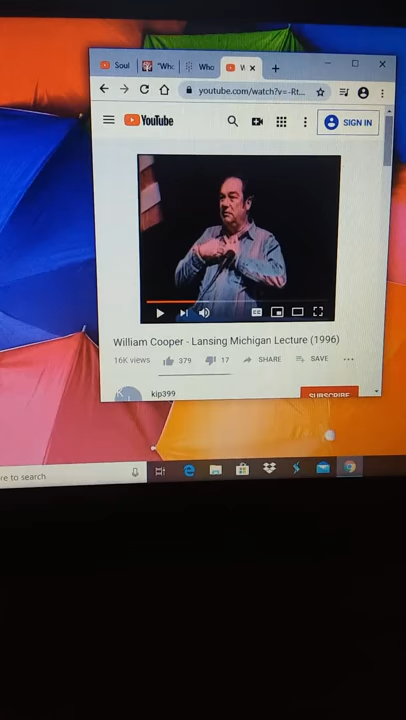 Soul
"Wh
Who
youtube.com/watch?v=-Rt...
YouTube
SIGN IN
CC
William Cooper - Lansing Michigan Lecture (1996)
16K views 379 17 SHARE SAVE
kip399
SUBSCRIBE
re to search